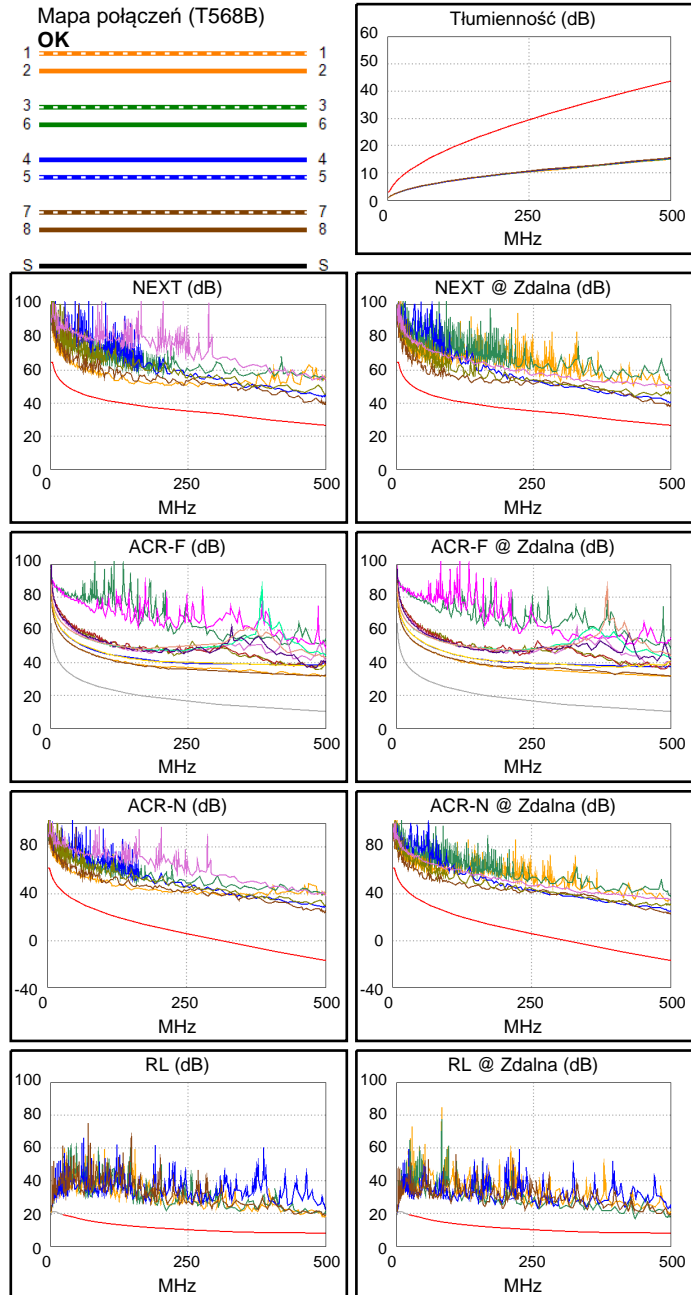 Mapa połączeń (T568B)
OK
1 1
2 2
3 3
6 6
4 4
5 5
7 7
8 8
S S
Tłumienność (dB)
60
50
40
30
20
10
0
0 250 500
MHz
NEXT (dB)
100
80
60
40
20
0
0 250 500
MHz
NEXT @ Zdalna (dB)
100
80
60
40
20
0
0 250 500
MHz
ACR-F (dB)
100
80
60
40
20
0
0 250 500
MHz
ACR-F @ Zdalna (dB)
100
80
60
40
20
0
0 250 500
MHz
ACR-N (dB)
80
40
0
-40
0 250 500
MHz
ACR-N @ Zdalna (dB)
80
40
0
-40
0 250 500
MHz
RL (dB)
100
80
60
40
20
0
0 250 500
MHz
RL @ Zdalna (dB)
100
80
60
40
20
0
0 250 500
MHz